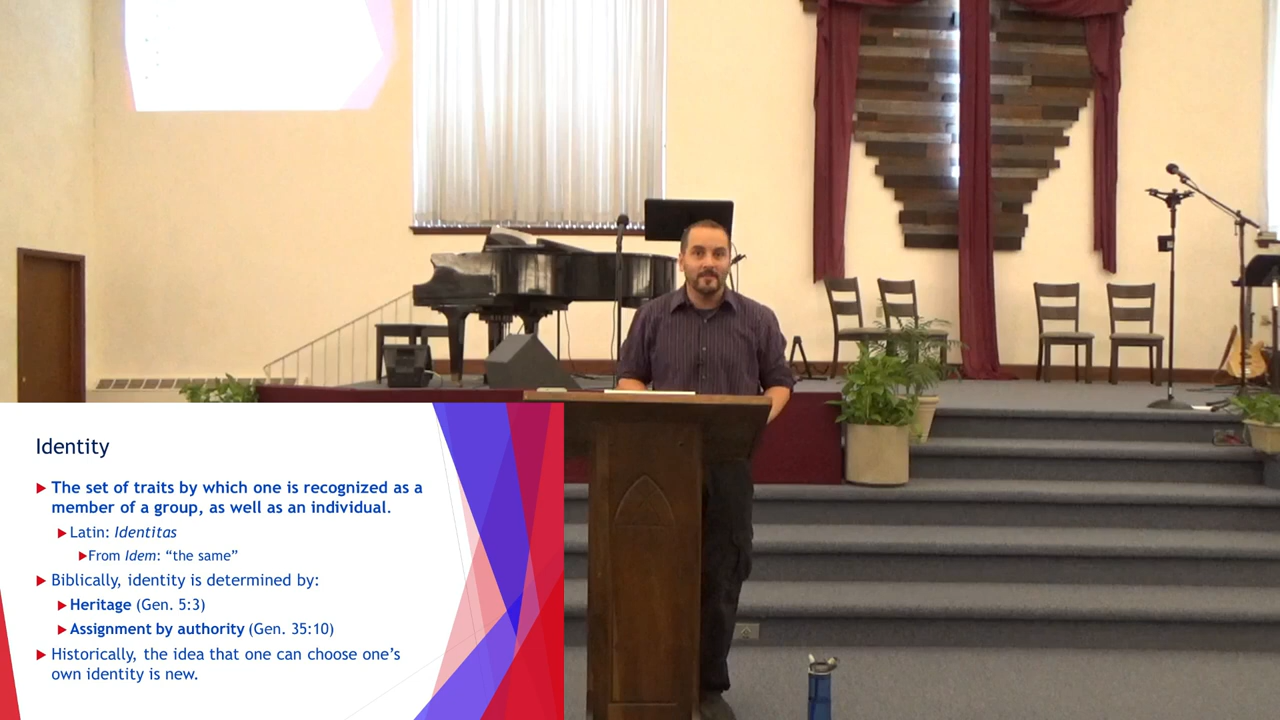 Identity
The set of traits by which one is recognized as a
member of a group, as well as an individual.
Latin: Identitas
From Idem: “the same”
Biblically, identity is determined by:
Heritage (Gen. 5:3)
Assignment by authority (Gen. 35:10)
Historically, the idea that one can choose one’s
own identity is new.